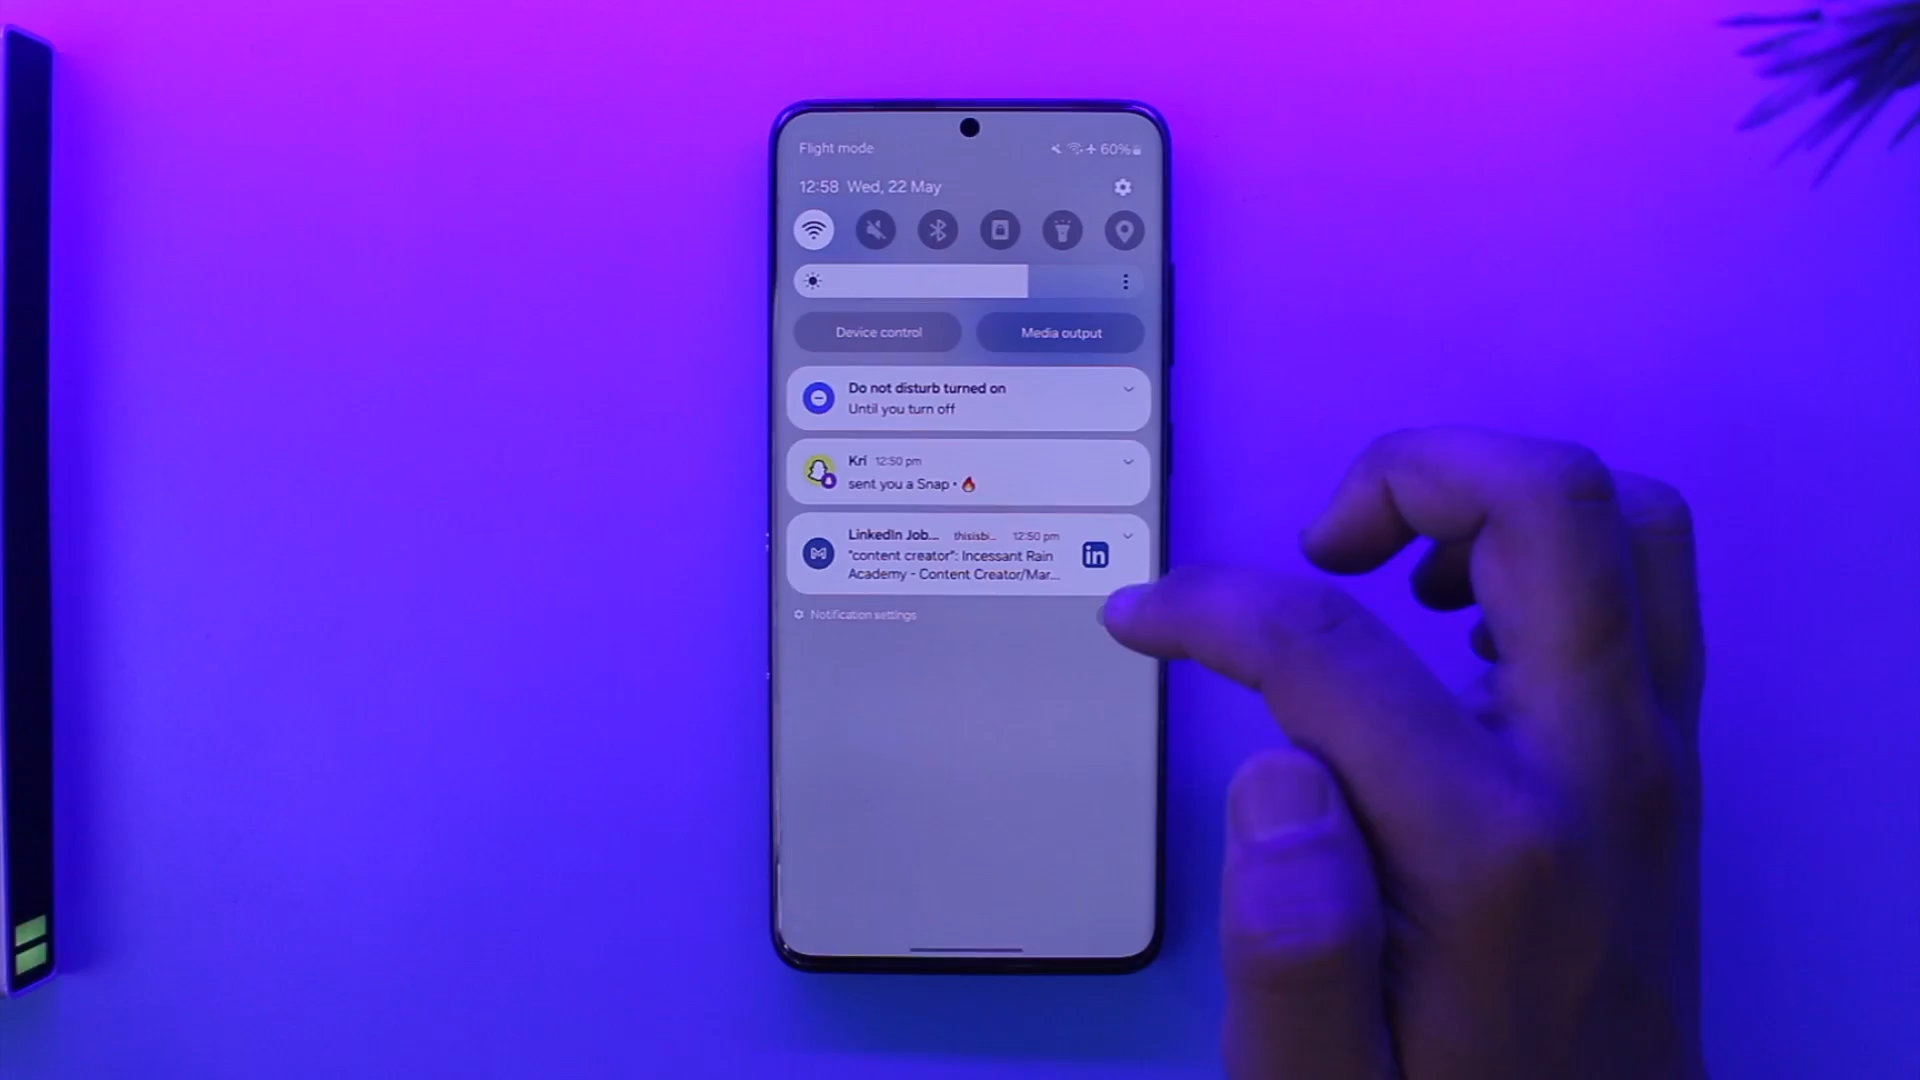 Flight mode
60%
12:58 Wed, 22 May
Device control
Media output
Do not disturb turned on
Until you turn off
Kri 12:50 pm
sent you a Snap • 🔥
LinkedIn Job... thisisbi... 12:50 pm
"content creator": Incessant Rain
Academy - Content Creator/Mar...
in
Notification settings